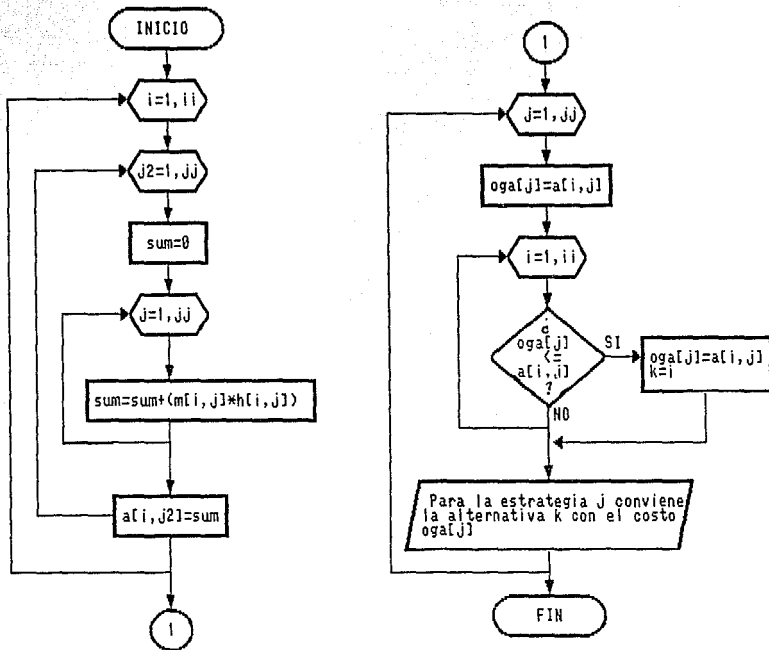 INICIO
i=1,ii
j2=1,jj
sum=0
j=1,jj
sum=sum+(m[i,j]*h[i,j])
a[i,j2]=sum
1
1
j=1,jj
oga[j]=a[i,j]
i=1,ii
¿
oga[j]
<=
a[i,j]
?
SI
oga[j]=a[i,j]
k=i
NO
Para la estrategia j conviene
la alternativa k con el costo
oga[j]
FIN